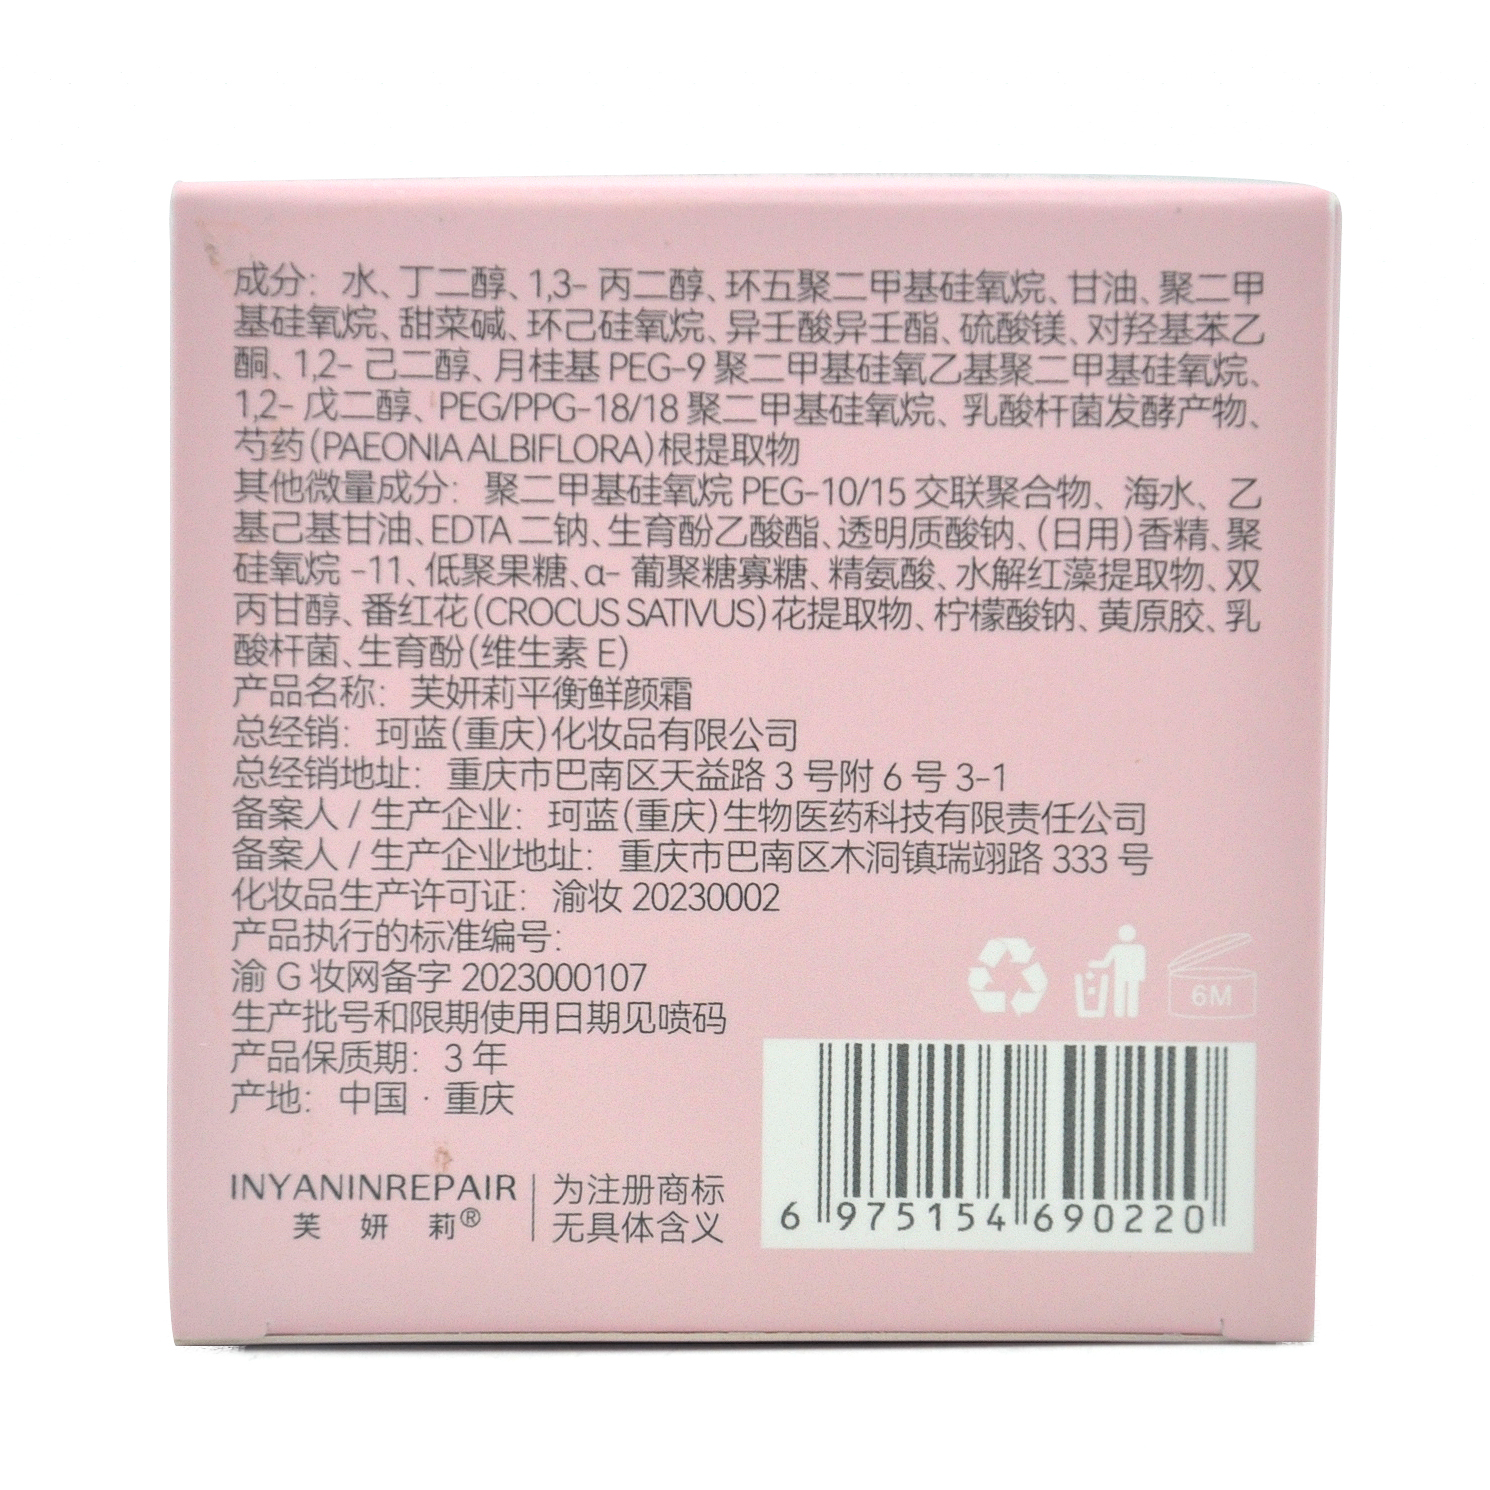 成分：水、丁二醇、1,3-丙二醇、环五聚二甲基硅氧烷、甘油、聚二甲
基硅氧烷、甜菜碱、环己硅氧烷、异壬酸异壬酯、硫酸镁、对羟基苯乙
酮、1,2-己二醇、月桂基 PEG-9 聚二甲基硅氧乙基聚二甲基硅氧烷、
1,2-戊二醇、PEG/PPG-18/18 聚二甲基硅氧烷、乳酸杆菌发酵产物、
芍药(PAEONIA ALBIFLORA)根提取物
其他微量成分：聚二甲基硅氧烷 PEG-10/15 交联聚合物、海水、乙
基己基甘油、EDTA 二钠、生育酚乙酸酯、透明质酸钠、(日用)香精、聚
硅氧烷 -11、低聚果糖、α-葡聚糖寡糖、精氨酸、水解红藻提取物、双
丙甘醇、番红花(CROCUS SATIVUS)花提取物、柠檬酸钠、黄原胶、乳
酸杆菌、生育酚(维生素 E)
产品名称：芙妍莉平衡鲜颜霜
总经销：珂蓝(重庆)化妆品有限公司
总经销地址：重庆市巴南区天益路 3 号附 6 号 3-1
备案人 / 生产企业：珂蓝(重庆)生物医药科技有限责任公司
备案人 / 生产企业地址：重庆市巴南区木洞镇瑞翊路 333 号
化妆品生产许可证：渝妆 20230002
产品执行的标准编号：
渝 G 妆网备字 2023000107
生产批号和限期使用日期见喷码
产品保质期：3 年
产地：中国 · 重庆
6M
INYANINREPAIR
芙 妍 莉®
为注册商标
无具体含义
6 975154 690220